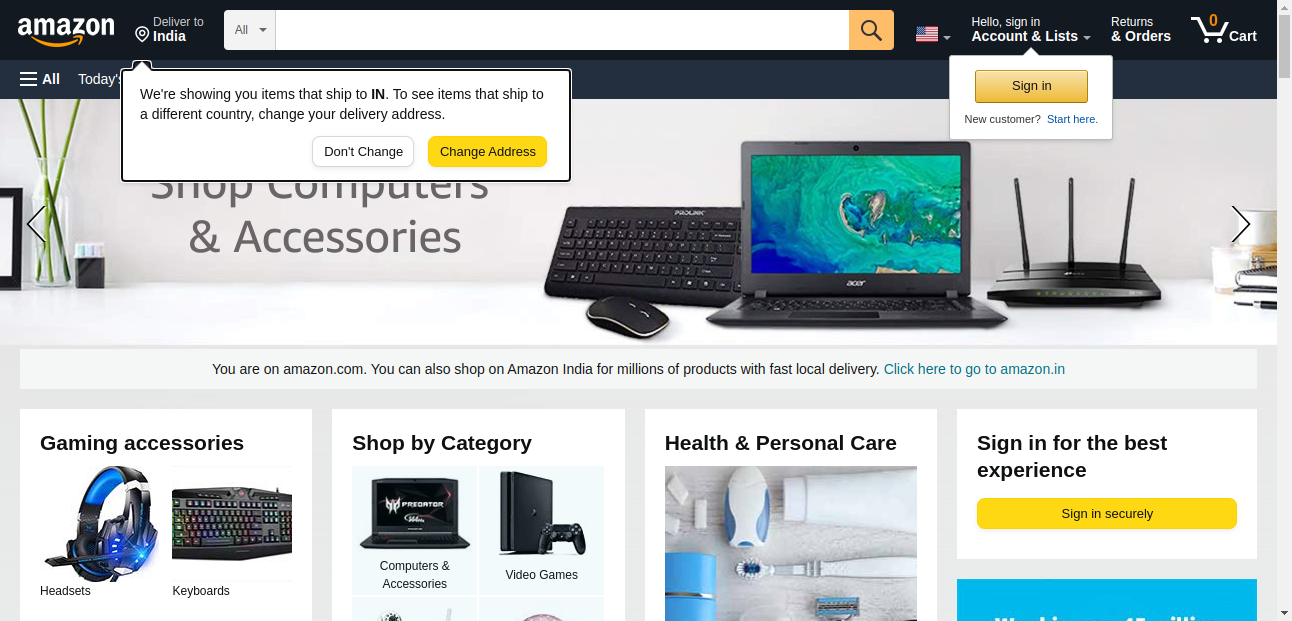 amazon
Deliver to
India
All
Hello, sign in
Account & Lists
Returns
& Orders
0
Cart
All
Today's
Sign in
New customer? Start here.
We're showing you items that ship to IN. To see items that ship to
a different country, change your delivery address.
Don't Change
Change Address
Shop Computers
& Accessories
PROLINK
acer
You are on amazon.com. You can also shop on Amazon India for millions of products with fast local delivery. Click here to go to amazon.in
Gaming accessories
Headsets
Keyboards
Shop by Category
PREDATOR
Computers &
Accessories
Video Games
Health & Personal Care
Sign in for the best
experience
Sign in securely